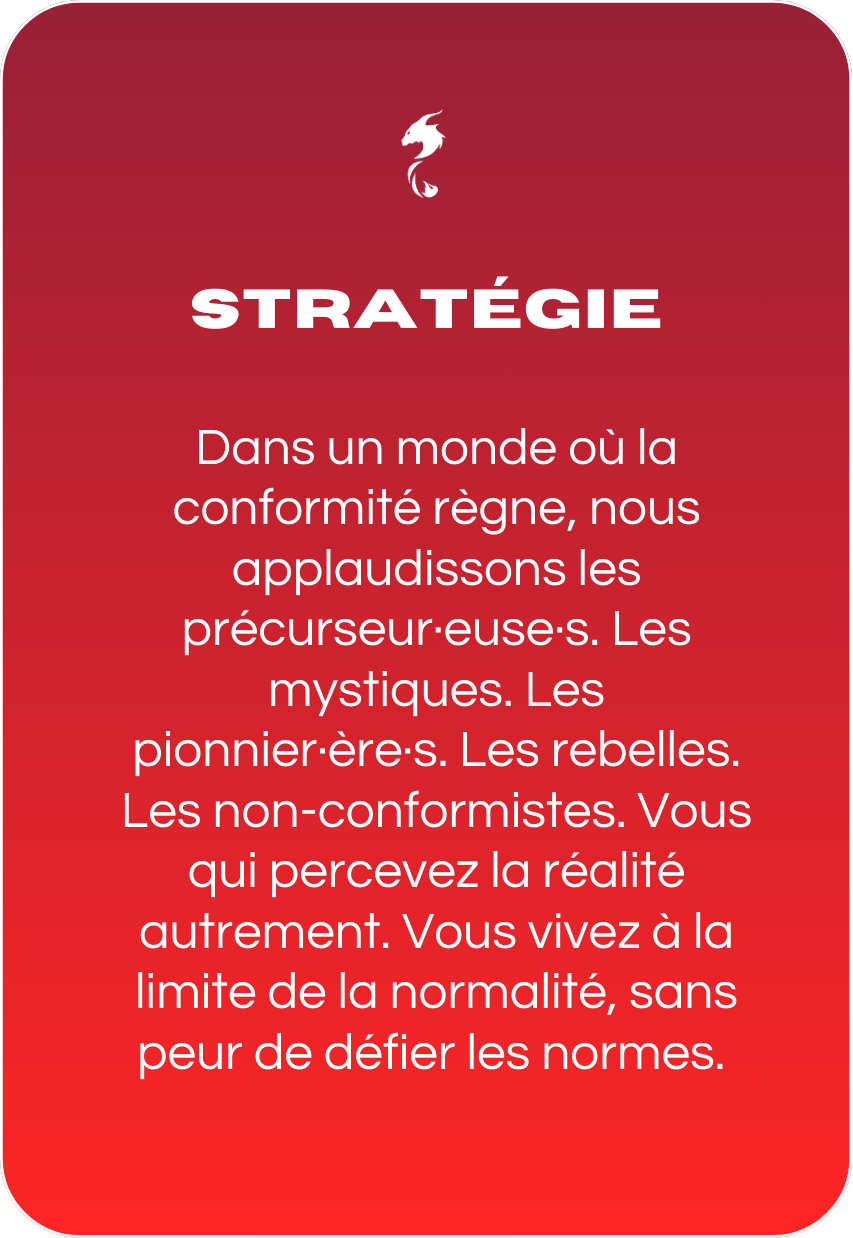 STRATÉGIE
Dans un monde où la
conformité règne, nous
applaudissons les
précurseur·euse·s. Les
mystiques. Les
pionnier·ère·s. Les rebelles.
Les non-conformistes. Vous
qui percevez la réalité
autrement. Vous vivez à la
limite de la normalité, sans
peur de défier les normes.